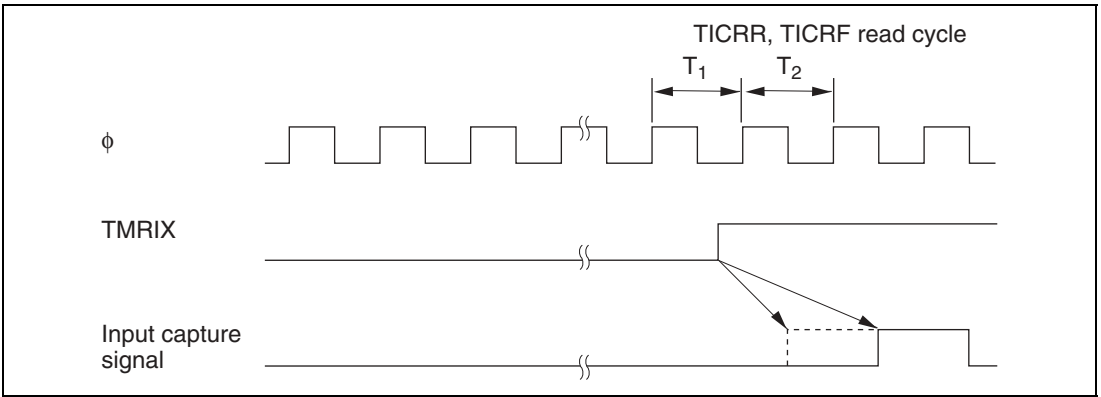 TICRR, TICRF read cycle
T1 T2
ϕ
TMRIX
Input capture
signal